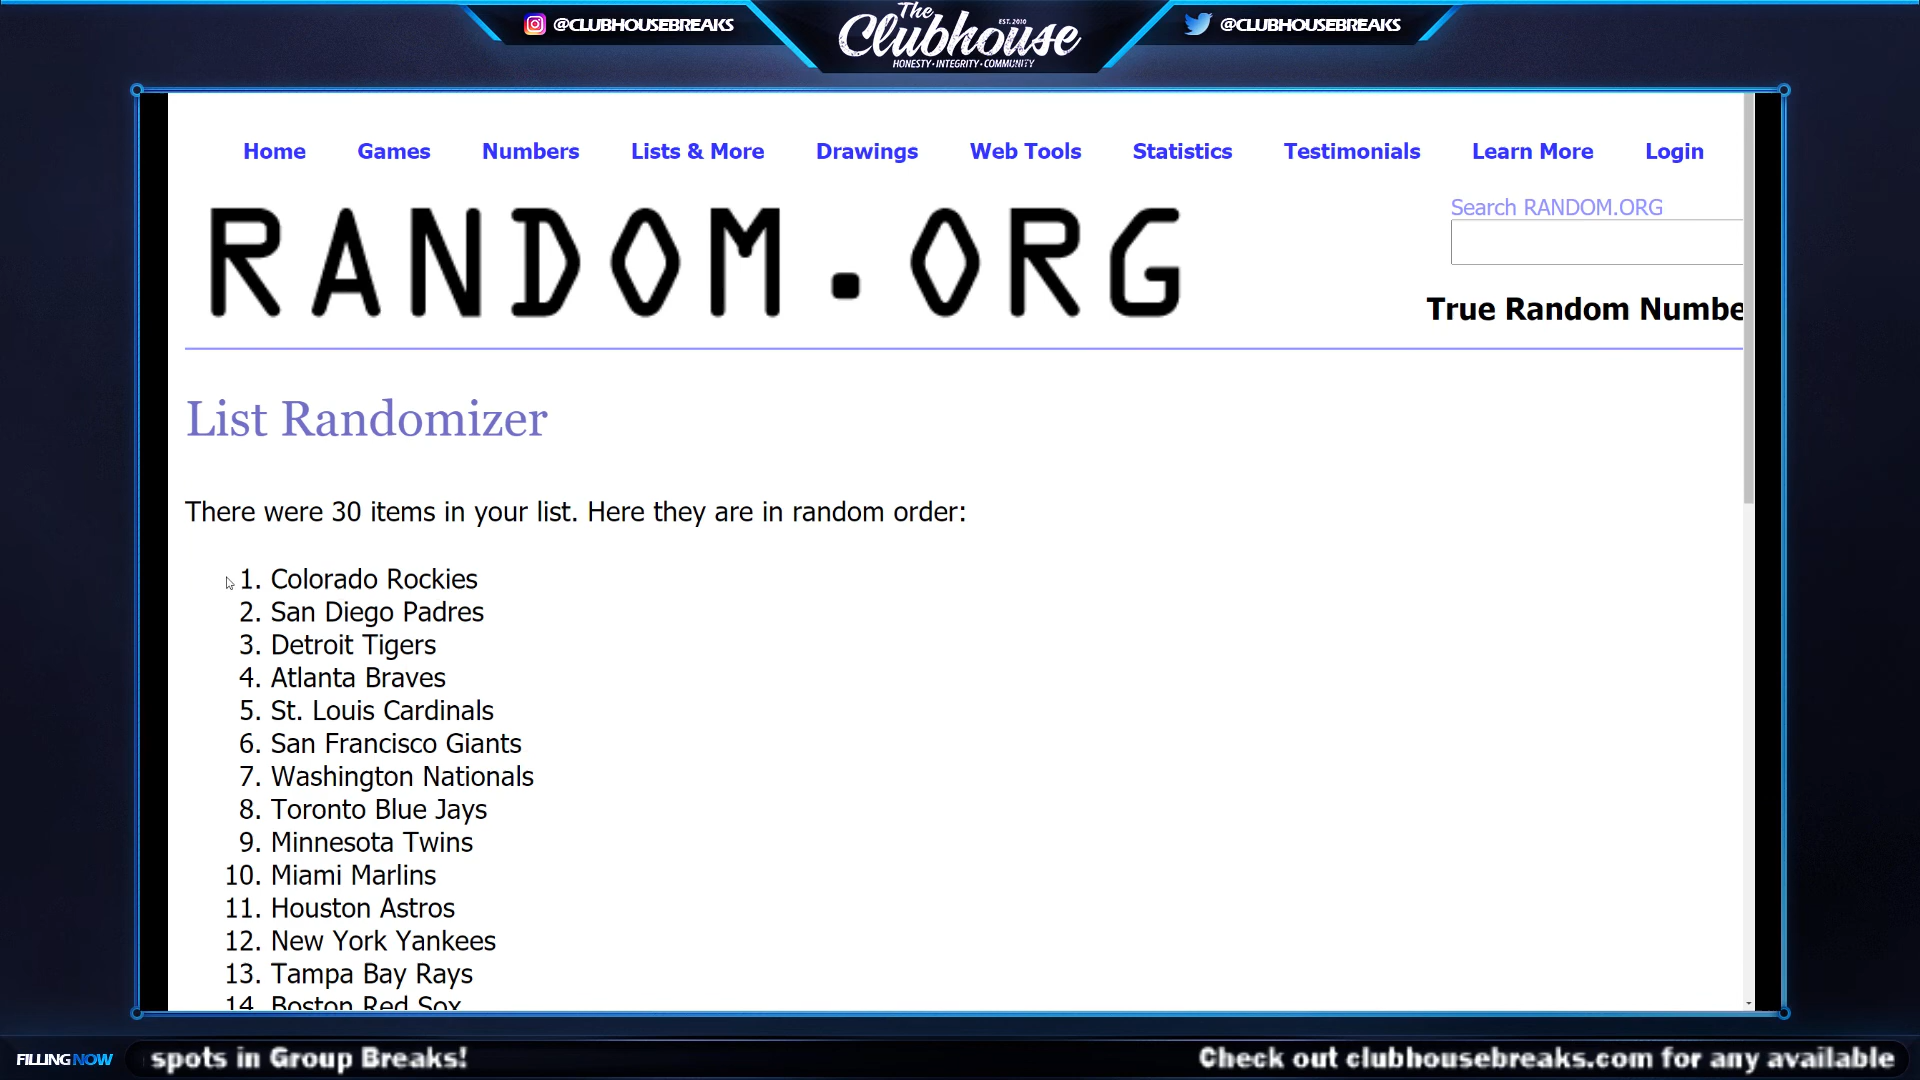 @CLUBHOUSEBREAKS
The
Clubhouse
EST. 2010
HONESTY • INTEGRITY • COMMUNITY
@CLUBHOUSEBREAKS
Home Games Numbers Lists & More Drawings Web Tools Statistics Testimonials Learn More Login
RANDOM.ORG
Search RANDOM.ORG
True Random Numbe
List Randomizer
There were 30 items in your list. Here they are in random order:
1. Colorado Rockies
2. San Diego Padres
3. Detroit Tigers
4. Atlanta Braves
5. St. Louis Cardinals
6. San Francisco Giants
7. Washington Nationals
8. Toronto Blue Jays
9. Minnesota Twins
10. Miami Marlins
11. Houston Astros
12. New York Yankees
13. Tampa Bay Rays
14. Boston Red Sox
FILLING NOW spots in Group Breaks! Check out clubhousebreaks.com for any available